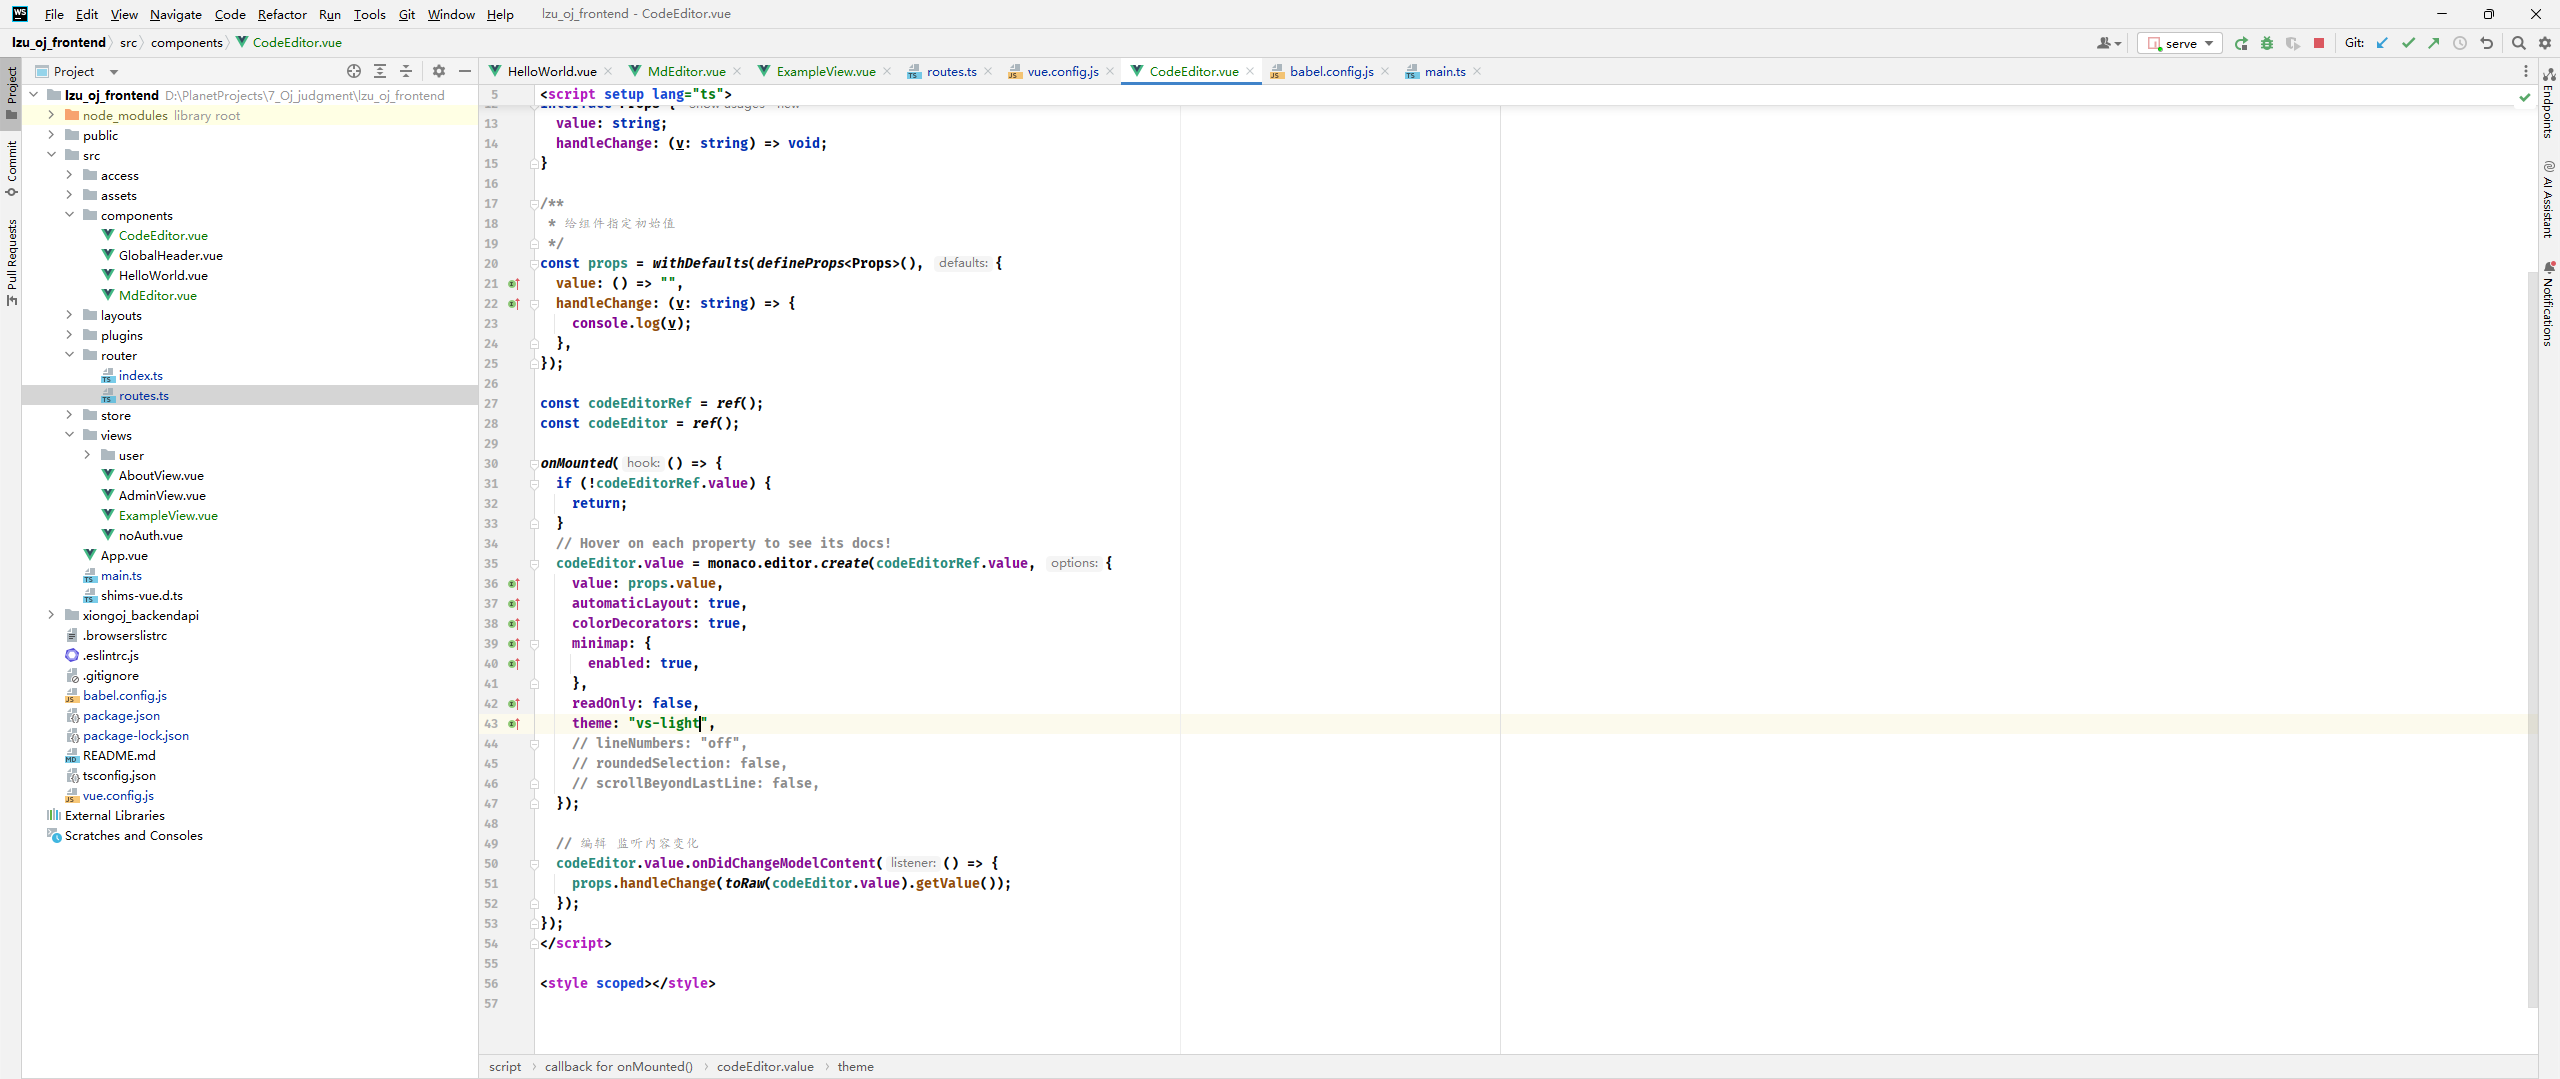 File Edit View Navigate Code Refactor Run Tools Git Window Help lzu_oj_frontend - CodeEditor.vue
lzu_oj_frontend src components CodeEditor.vue serve Git:
Project
HelloWorld.vue MdEditor.vue ExampleView.vue routes.ts vue.config.js CodeEditor.vue babel.config.js main.ts
Project
Commit
Pull Requests
lzu_oj_frontend D:\PlanetProjects\7_Oj_judgment\lzu_oj_frontend
node_modules library root
public
src
access
assets
components
CodeEditor.vue
GlobalHeader.vue
HelloWorld.vue
MdEditor.vue
layouts
plugins
router
index.ts
routes.ts
store
views
user
AboutView.vue
AdminView.vue
ExampleView.vue
noAuth.vue
App.vue
main.ts
shims-vue.d.ts
xiongoj_backendapi
.browserslistrc
.eslintrc.js
.gitignore
babel.config.js
package.json
package-lock.json
README.md
tsconfig.json
vue.config.js
External Libraries
Scratches and Consoles
5 <script setup lang="ts">
13 value: string;
14 handleChange: (v: string) => void;
15 }
16
17 /**
18 * 给组件指定初始值
19 */
20 const props = withDefaults(defineProps<Props>(), defaults: {
21 value: () => "",
22 handleChange: (v: string) => {
23 console.log(v);
24 },
25 });
26
27 const codeEditorRef = ref();
28 const codeEditor = ref();
29
30 onMounted( hook: () => {
31 if (!codeEditorRef.value) {
32 return;
33 }
34 // Hover on each property to see its docs!
35 codeEditor.value = monaco.editor.create(codeEditorRef.value, options: {
36 value: props.value,
37 automaticLayout: true,
38 colorDecorators: true,
39 minimap: {
40 enabled: true,
41 },
42 readOnly: false,
43 theme: "vs-light",
44 // lineNumbers: "off",
45 // roundedSelection: false,
46 // scrollBeyondLastLine: false,
47 });
48
49 // 编辑 监听内容变化
50 codeEditor.value.onDidChangeModelContent( listener: () => {
51 props.handleChange(toRaw(codeEditor.value).getValue());
52 });
53 });
54 </script>
55
56 <style scoped></style>
57
script callback for onMounted() codeEditor.value theme
Endpoints
AI Assistant
Notifications